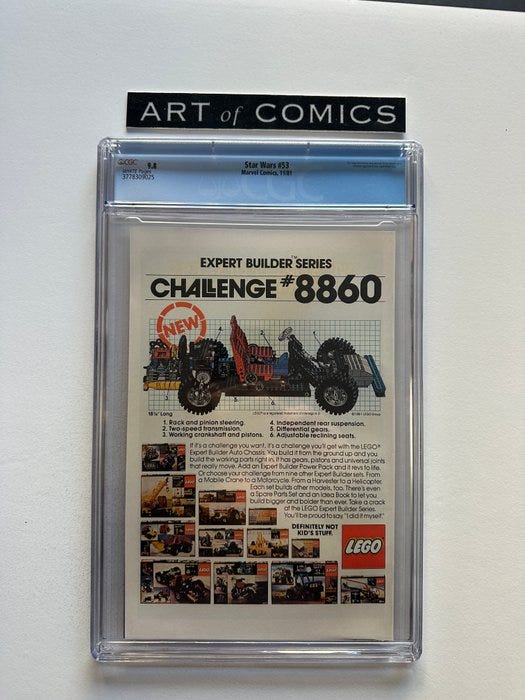 ART of COMICS
CGC 9.8
WHITE Pages
3778309025
Star Wars #53
Marvel Comics, 11/81
EXPERT BUILDER SERIES
CHALLENGE #8860
NEW
18⅛" Long
1. Rack and pinion steering.
2. Two-speed transmission.
3. Working crankshaft and pistons.
4. Independent rear suspension.
5. Differential gears.
6. Adjustable reclining seats.
If it's a challenge you want, it's a challenge you'll get with the LEGO®
Expert Builder Auto Chassis. You build it from the ground up and you
build the working parts right in. It has gears, pistons and universal joints
that really move. Add an Expert Builder Power Pack and it revs to life.
Or choose your challenge from nine other Expert Builder sets. From
a Mobile Crane to a Motorcycle. From a Harvester to a Helicopter.
Each set builds other models, too. There's even
a Spare Parts Set and an Idea Book to let you
build bigger and bolder than ever. Take a crack
at the LEGO Expert Builder Series.
You'll be proud to say, "I did it myself."
DEFINITELY NOT
KID'S STUFF.
LEGO